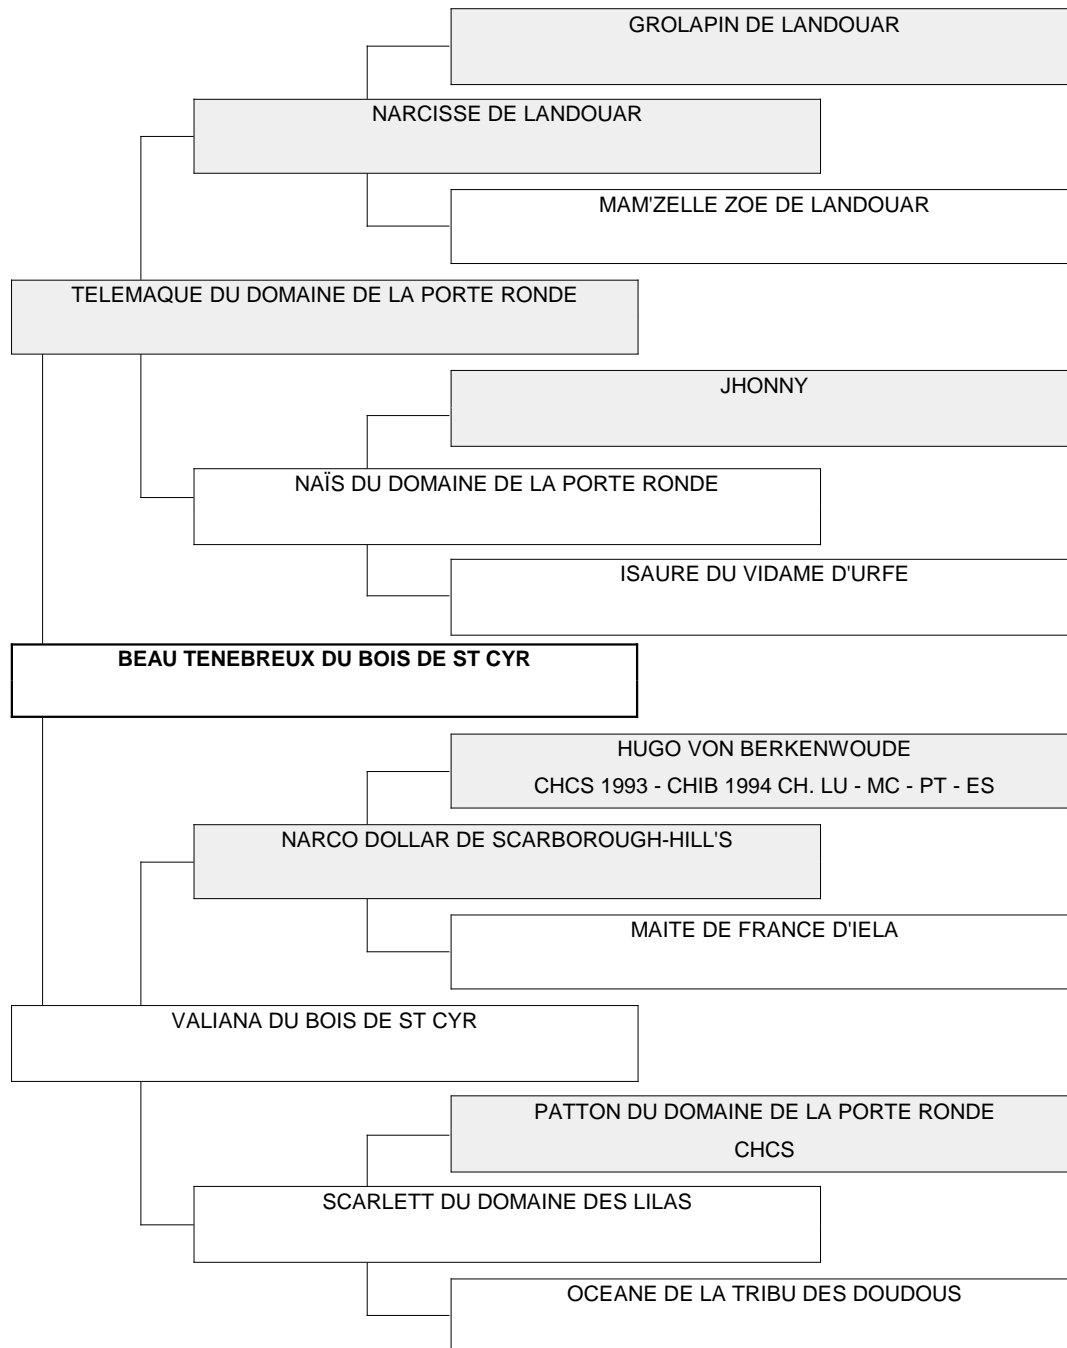 GROLAPIN DE LANDOUAR
NARCISSE DE LANDOUAR
MAM'ZELLE ZOE DE LANDOUAR
TELEMAQUE DU DOMAINE DE LA PORTE RONDE
JHONNY
NAÏS DU DOMAINE DE LA PORTE RONDE
ISAURE DU VIDAME D'URFE
BEAU TENEBREUX DU BOIS DE ST CYR
HUGO VON BERKENWOUDE
CHCS 1993 - CHIB 1994 CH. LU - MC - PT - ES
NARCO DOLLAR DE SCARBOROUGH-HILL'S
MAITE DE FRANCE D'IELA
VALIANA DU BOIS DE ST CYR
PATTON DU DOMAINE DE LA PORTE RONDE
CHCS
SCARLETT DU DOMAINE DES LILAS
OCEANE DE LA TRIBU DES DOUDOUS